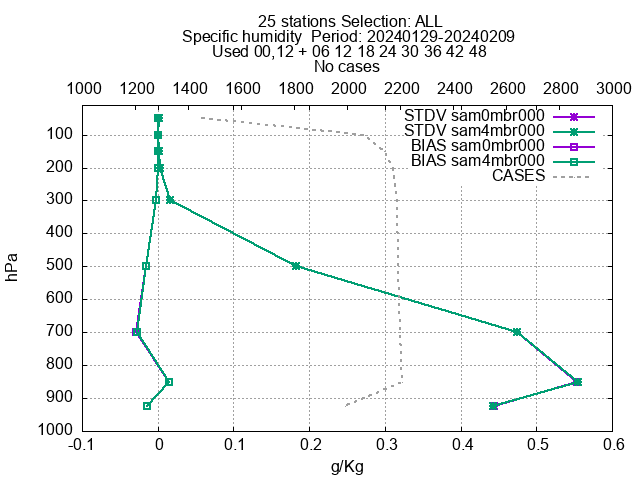 25 stations Selection: ALL
Specific humidity  Period: 20240129-20240209
Used 00,12 + 06 12 18 24 30 36 42 48
No cases
1000 1200 1400 1600 1800 2000 2200 2400 2600 2800 3000
STDV sam0mbr000
STDV sam4mbr000
BIAS sam0mbr000
BIAS sam4mbr000
CASES
100
200
300
400
500
600
700
800
900
1000
hPa
-0.1 0 0.1 0.2 0.3 0.4 0.5 0.6
g/Kg